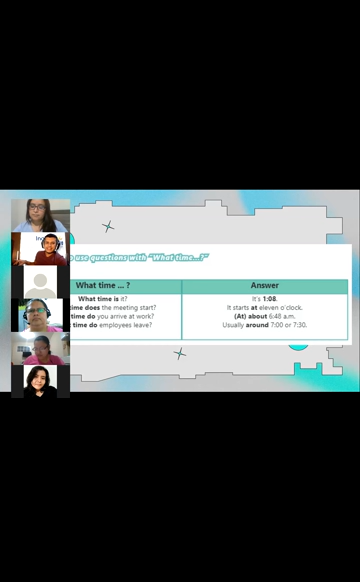 o use questions with "What time...?"
What time ... ? Answer
What time is it? It's 1:08.
time does the meeting start? It starts at eleven o'clock.
time do you arrive at work? (At) about 6:48 a.m.
t time do employees leave? Usually around 7:00 or 7:30.